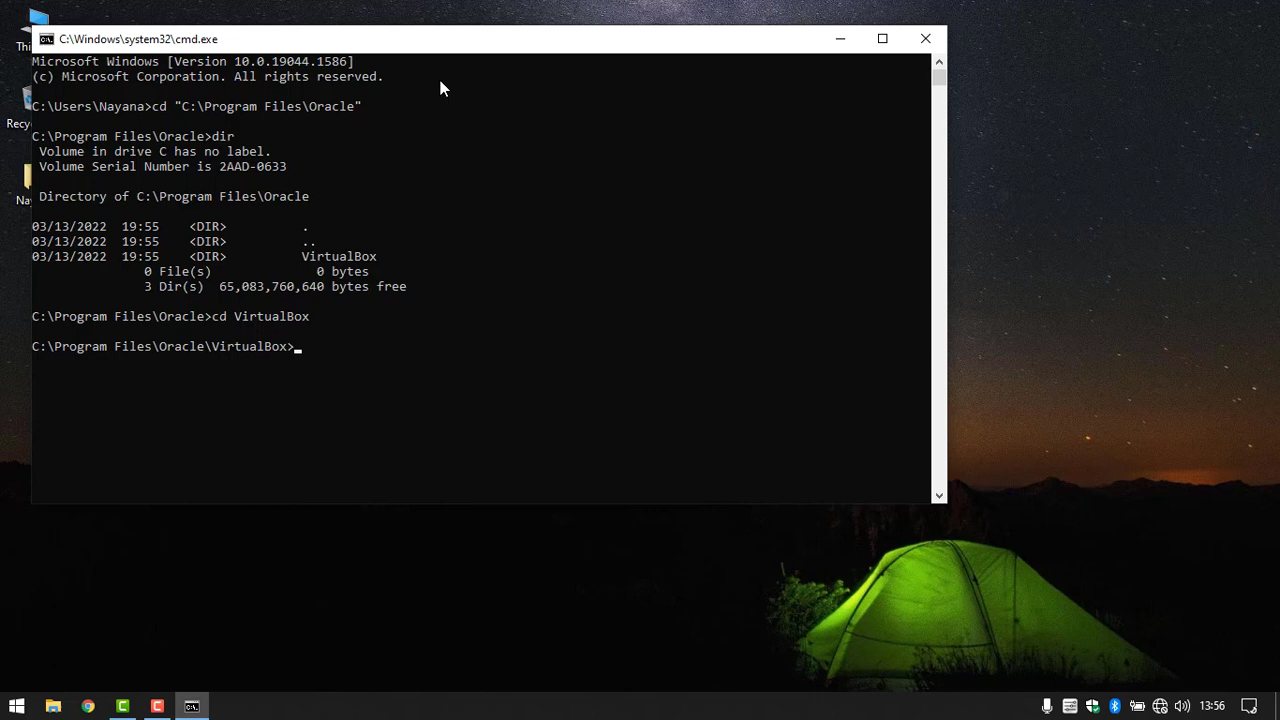 C:\Windows\system32\cmd.exe
Microsoft Windows [Version 10.0.19044.1586]
(c) Microsoft Corporation. All rights reserved.
C:\Users\Nayana>cd "C:\Program Files\Oracle"
C:\Program Files\Oracle>dir
Volume in drive C has no label.
Volume Serial Number is 2AAD-0633
Directory of C:\Program Files\Oracle
03/13/2022  19:55    <DIR>          .
03/13/2022  19:55    <DIR>          ..
03/13/2022  19:55    <DIR>          VirtualBox
0 File(s)              0 bytes
3 Dir(s)  65,083,760,640 bytes free
C:\Program Files\Oracle>cd VirtualBox
C:\Program Files\Oracle\VirtualBox>
13:56